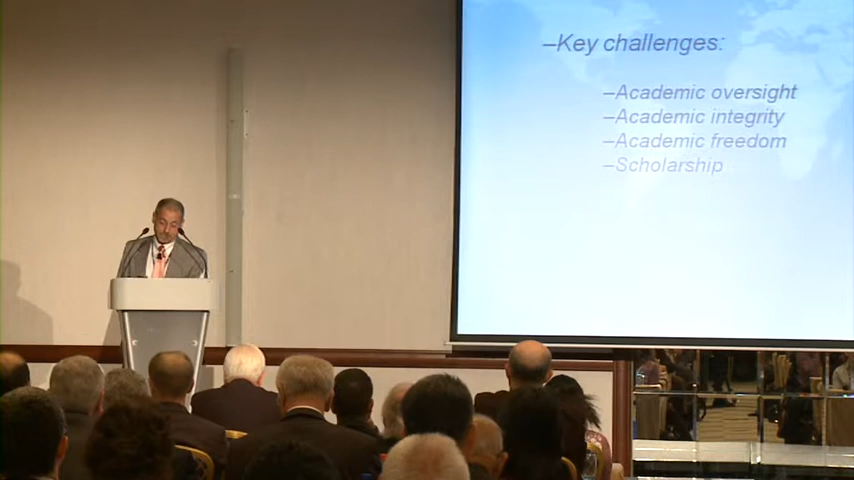 –Key challenges:
–Academic oversight
–Academic integrity
–Academic freedom
–Scholarship